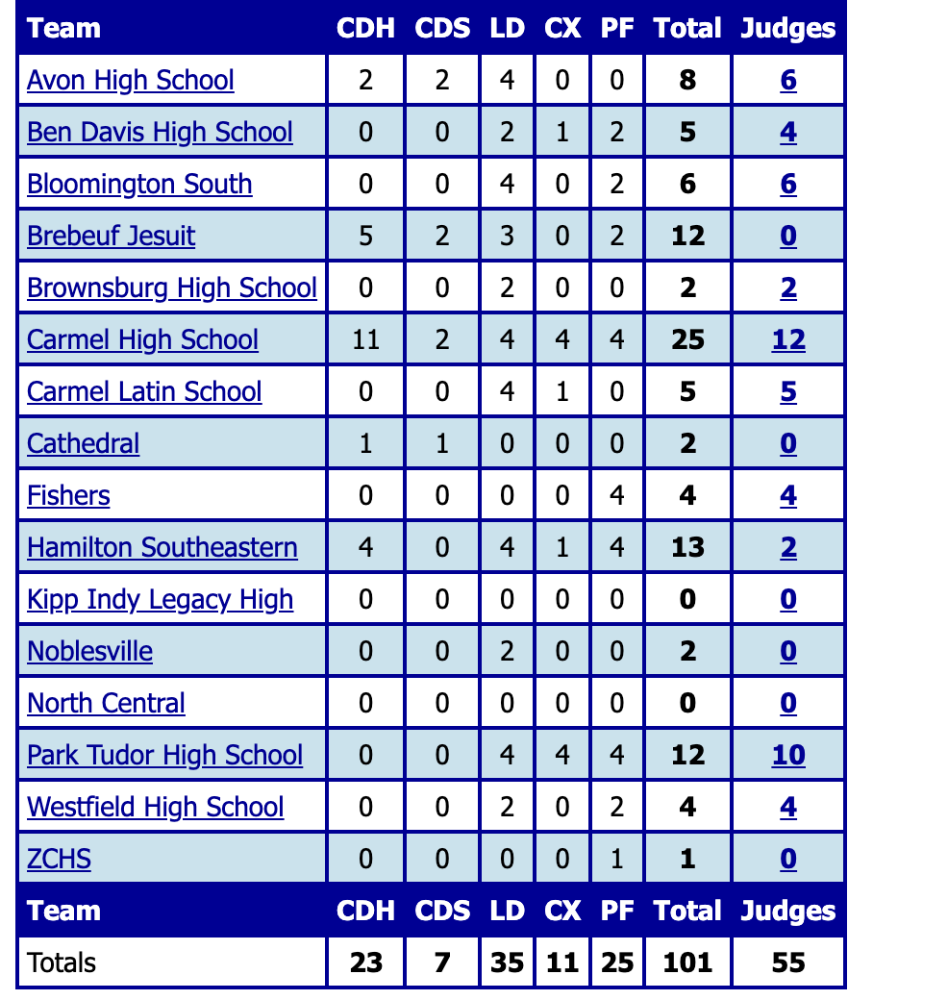 Team CDH CDS LD CX PF Total Judges
Avon High School 2 2 4 0 0 8 6
Ben Davis High School 0 0 2 1 2 5 4
Bloomington South 0 0 4 0 2 6 6
Brebeuf Jesuit 5 2 3 0 2 12 0
Brownsburg High School 0 0 2 0 0 2 2
Carmel High School 11 2 4 4 4 25 12
Carmel Latin School 0 0 4 1 0 5 5
Cathedral 1 1 0 0 0 2 0
Fishers 0 0 0 0 4 4 4
Hamilton Southeastern 4 0 4 1 4 13 2
Kipp Indy Legacy High 0 0 0 0 0 0 0
Noblesville 0 0 2 0 0 2 0
North Central 0 0 0 0 0 0 0
Park Tudor High School 0 0 4 4 4 12 10
Westfield High School 0 0 2 0 2 4 4
ZCHS 0 0 0 0 1 1 0
Team CDH CDS LD CX PF Total Judges
Totals 23 7 35 11 25 101 55